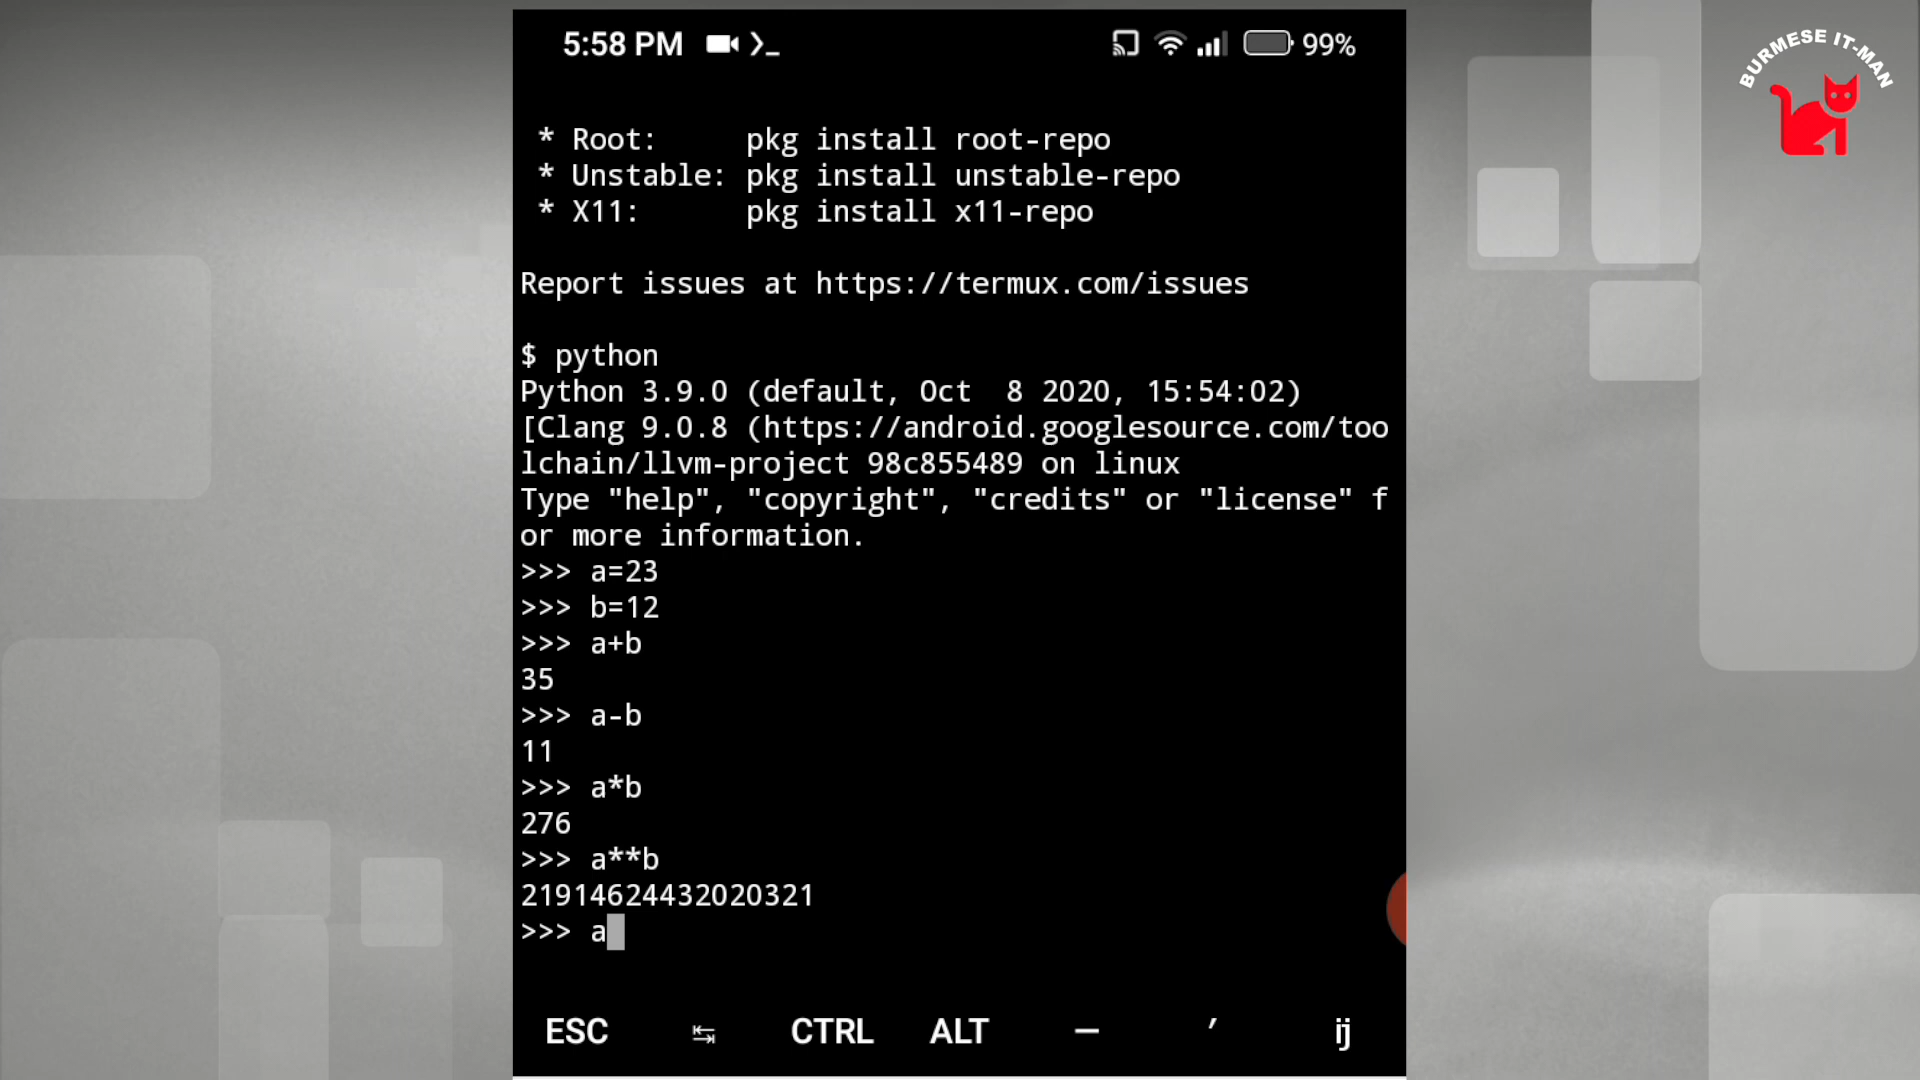 5:58 PM 99%
BURMESE IT-MAN
* Root: pkg install root-repo
* Unstable: pkg install unstable-repo
* X11: pkg install x11-repo
Report issues at https://termux.com/issues
$ python
Python 3.9.0 (default, Oct  8 2020, 15:54:02)
[Clang 9.0.8 (https://android.googlesource.com/too
lchain/llvm-project 98c855489 on linux
Type "help", "copyright", "credits" or "license" f
or more information.
>>> a=23
>>> b=12
>>> a+b
35
>>> a-b
11
>>> a*b
276
>>> a**b
21914624432020321
>>> a
ESC ↹ CTRL ALT — ′ ij